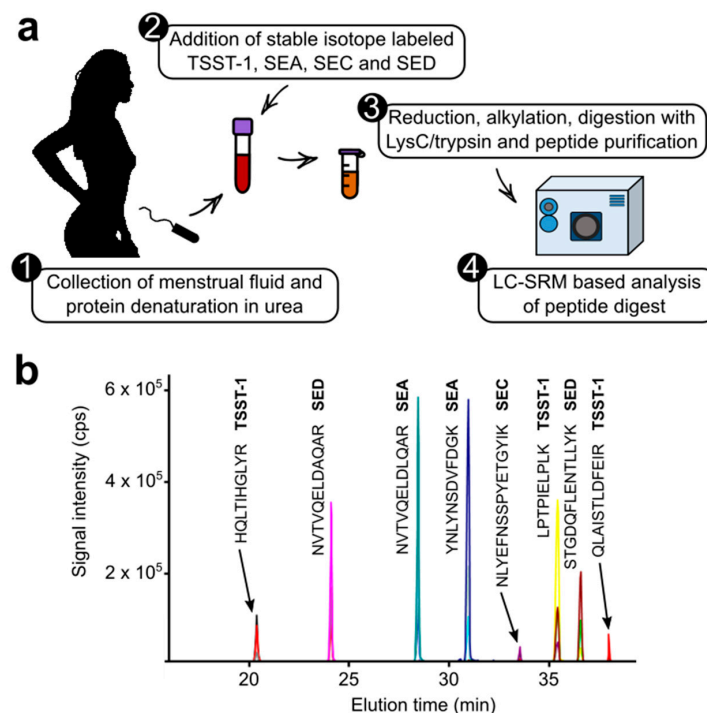 a
2
Addition of stable isotope labeled
TSST-1, SEA, SEC and SED
3
Reduction, alkylation, digestion with
LysC/trypsin and peptide purification
1
Collection of menstrual fluid and
protein denaturation in urea
4
LC-SRM based analysis
of peptide digest
b
Signal intensity (cps)
6 x 10⁵
4 x 10⁵
2 x 10⁵
HQLTIHGLYR TSST-1
NVTVQELDAQAR SED
NVTVQELDLQAR SEA
YNLYNSDVFDGK SEA
NLYEFNSSPYETGYIK SEC
LPTPIELPLK TSST-1
STGDQFLENTLLYK SED
QLAISTLDFEIR TSST-1
20
25
30
35
Elution time (min)